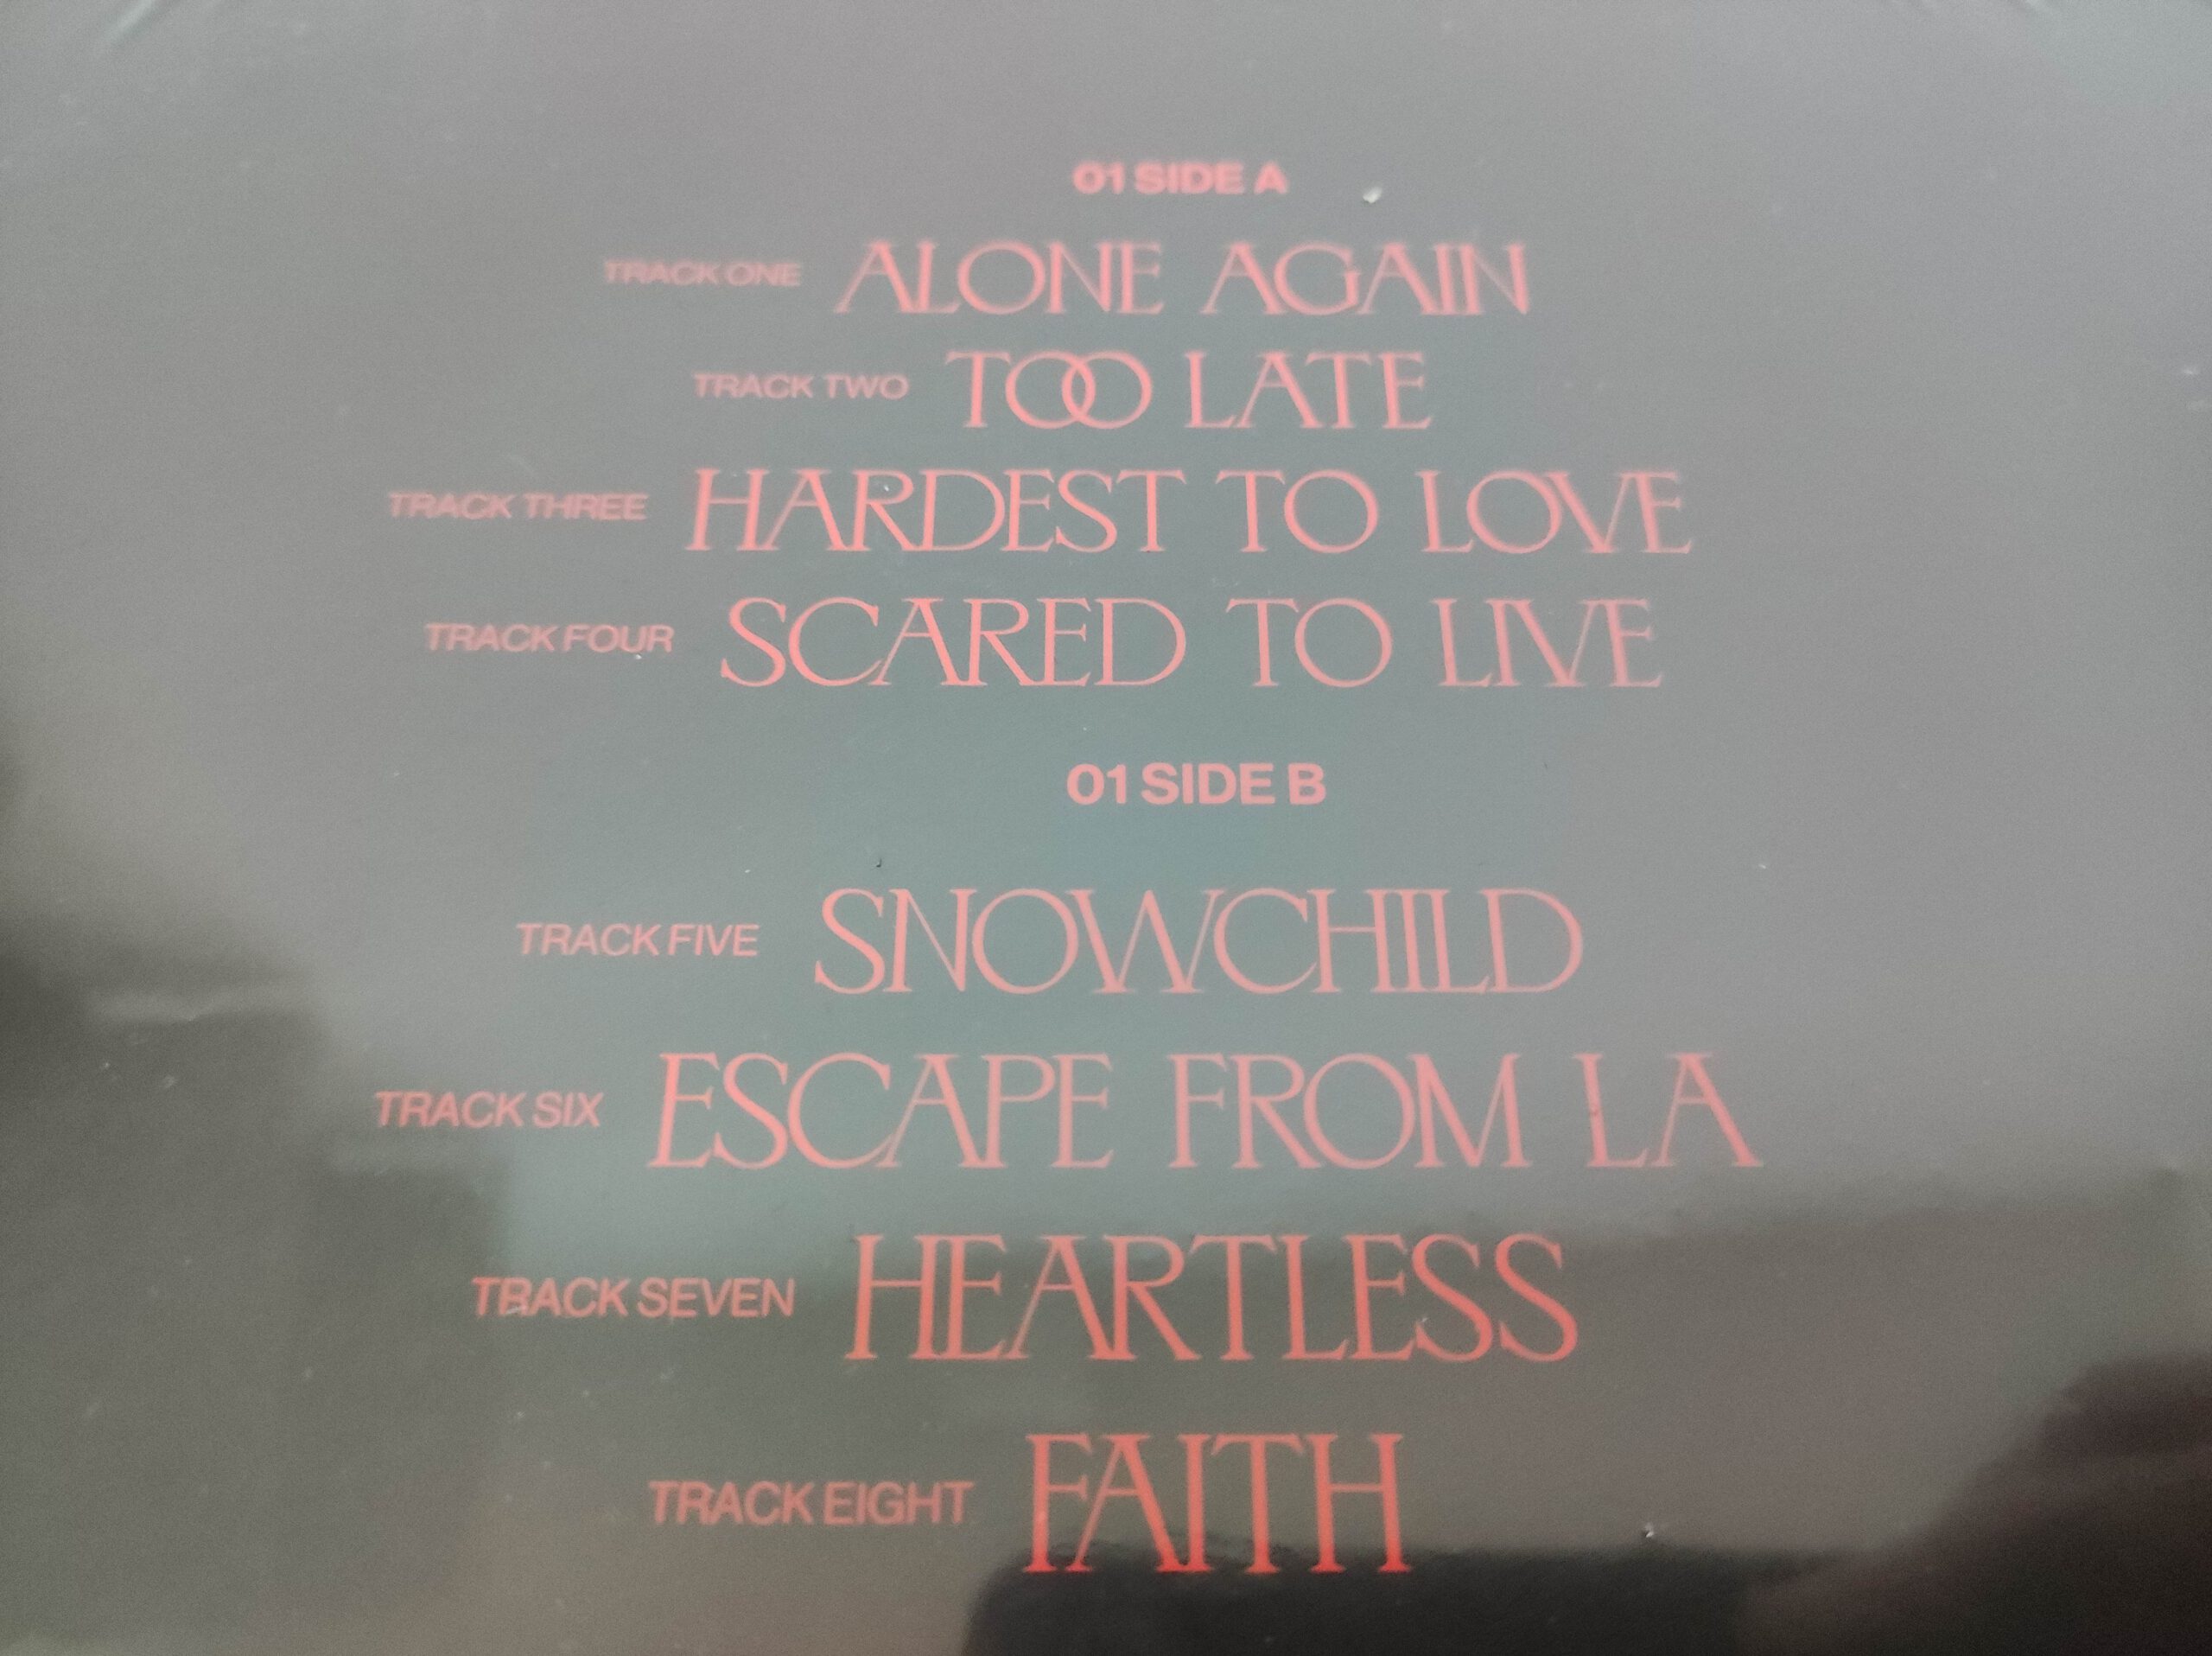 01 SIDE A
TRACK ONE ALONE AGAIN
TRACK TWO TOO LATE
TRACK THREE HARDEST TO LOVE
TRACK FOUR SCARED TO LIVE
01 SIDE B
TRACK FIVE SNOWCHILD
TRACK SIX ESCAPE FROM LA
TRACK SEVEN HEARTLESS
TRACK EIGHT FAITH